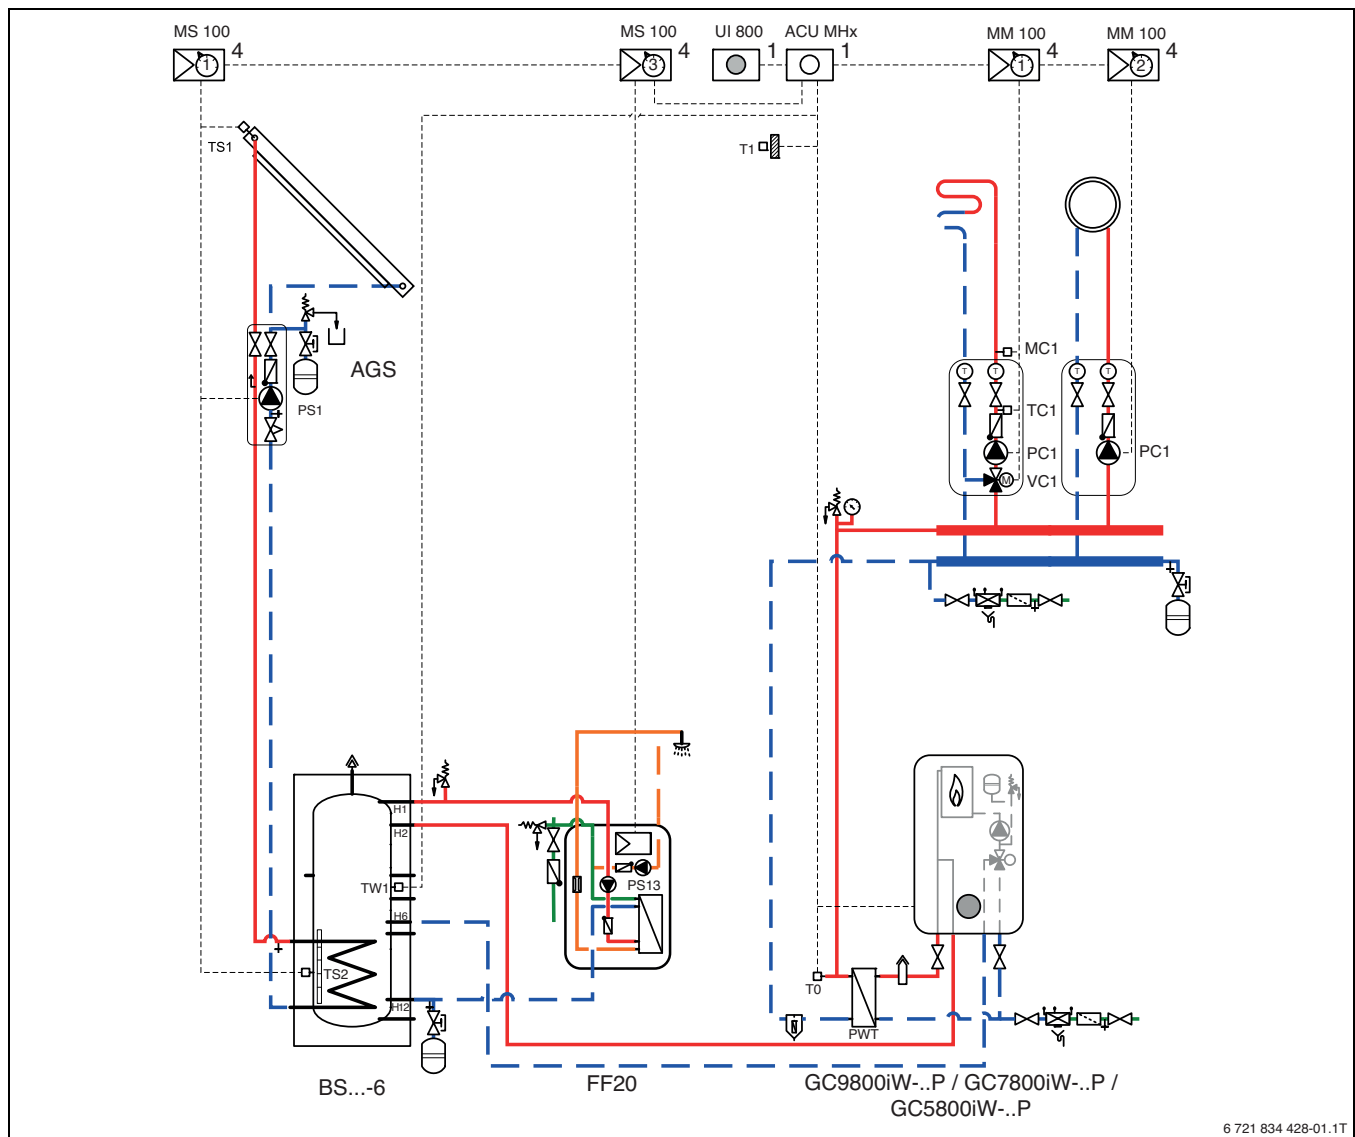 MS 100
4
1
MS 100
4
3
UI 800
1
ACU MHx
1
MM 100
4
1
MM 100
4
2
TS1
T1
AGS
PS1
MC1
T
T
T
T
TC1
PC1
PC1
M
VC1
H1
H2
TW1
H6
TS2
H12
PS13
T0
PWT
BS...-6
FF20
GC9800iW-..P / GC7800iW-..P /
GC5800iW-..P
6 721 834 428-01.1T